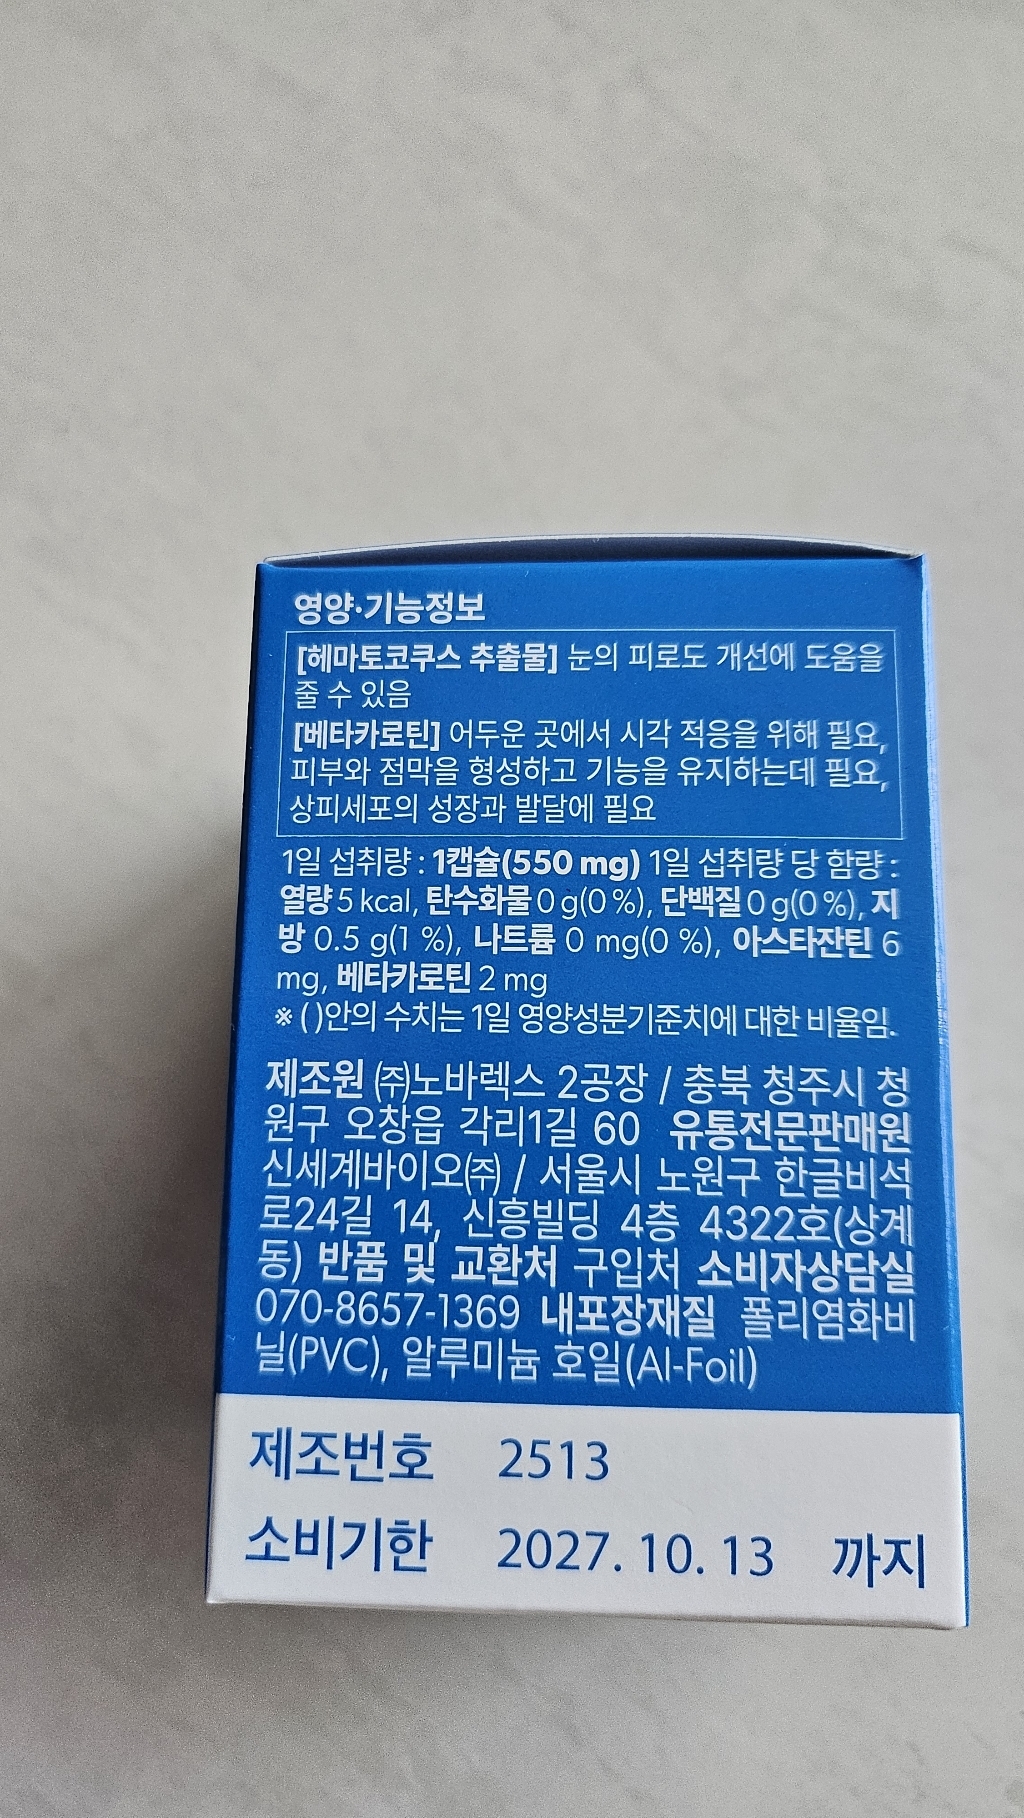 영양·기능정보
[헤마토코쿠스 추출물] 눈의 피로도 개선에 도움을
줄 수 있음
[베타카로틴] 어두운 곳에서 시각 적응을 위해 필요,
피부와 점막을 형성하고 기능을 유지하는데 필요,
상피세포의 성장과 발달에 필요
1일 섭취량 : 1캡슐(550 mg) 1일 섭취량 당 함량 :
열량 5 kcal, 탄수화물 0 g(0 %), 단백질 0 g(0 %), 지
방 0.5 g(1 %), 나트륨 0 mg(0 %), 아스타잔틴 6
mg, 베타카로틴 2 mg
※ ( )안의 수치는 1일 영양성분기준치에 대한 비율임.
제조원 ㈜노바렉스 2공장 / 충북 청주시 청
원구 오창읍 각리1길 60 유통전문판매원
신세계바이오㈜ / 서울시 노원구 한글비석
로24길 14, 신흥빌딩 4층 4322호(상계
동) 반품 및 교환처 구입처 소비자상담실
070-8657-1369 내포장재질 폴리염화비
닐(PVC), 알루미늄 호일(Al-Foil)
제조번호 2513
소비기한 2027. 10. 13 까지